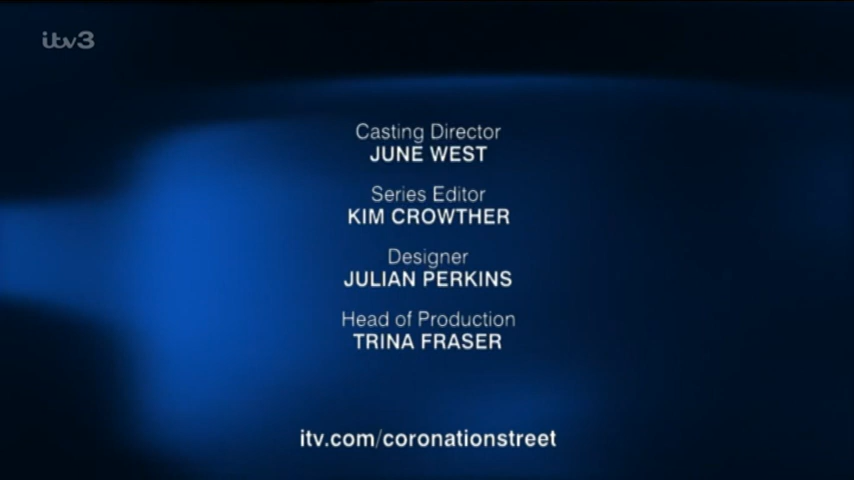 itv3
Casting Director
JUNE WEST
Series Editor
KIM CROWTHER
Designer
JULIAN PERKINS
Head of Production
TRINA FRASER
itv.com/coronationstreet